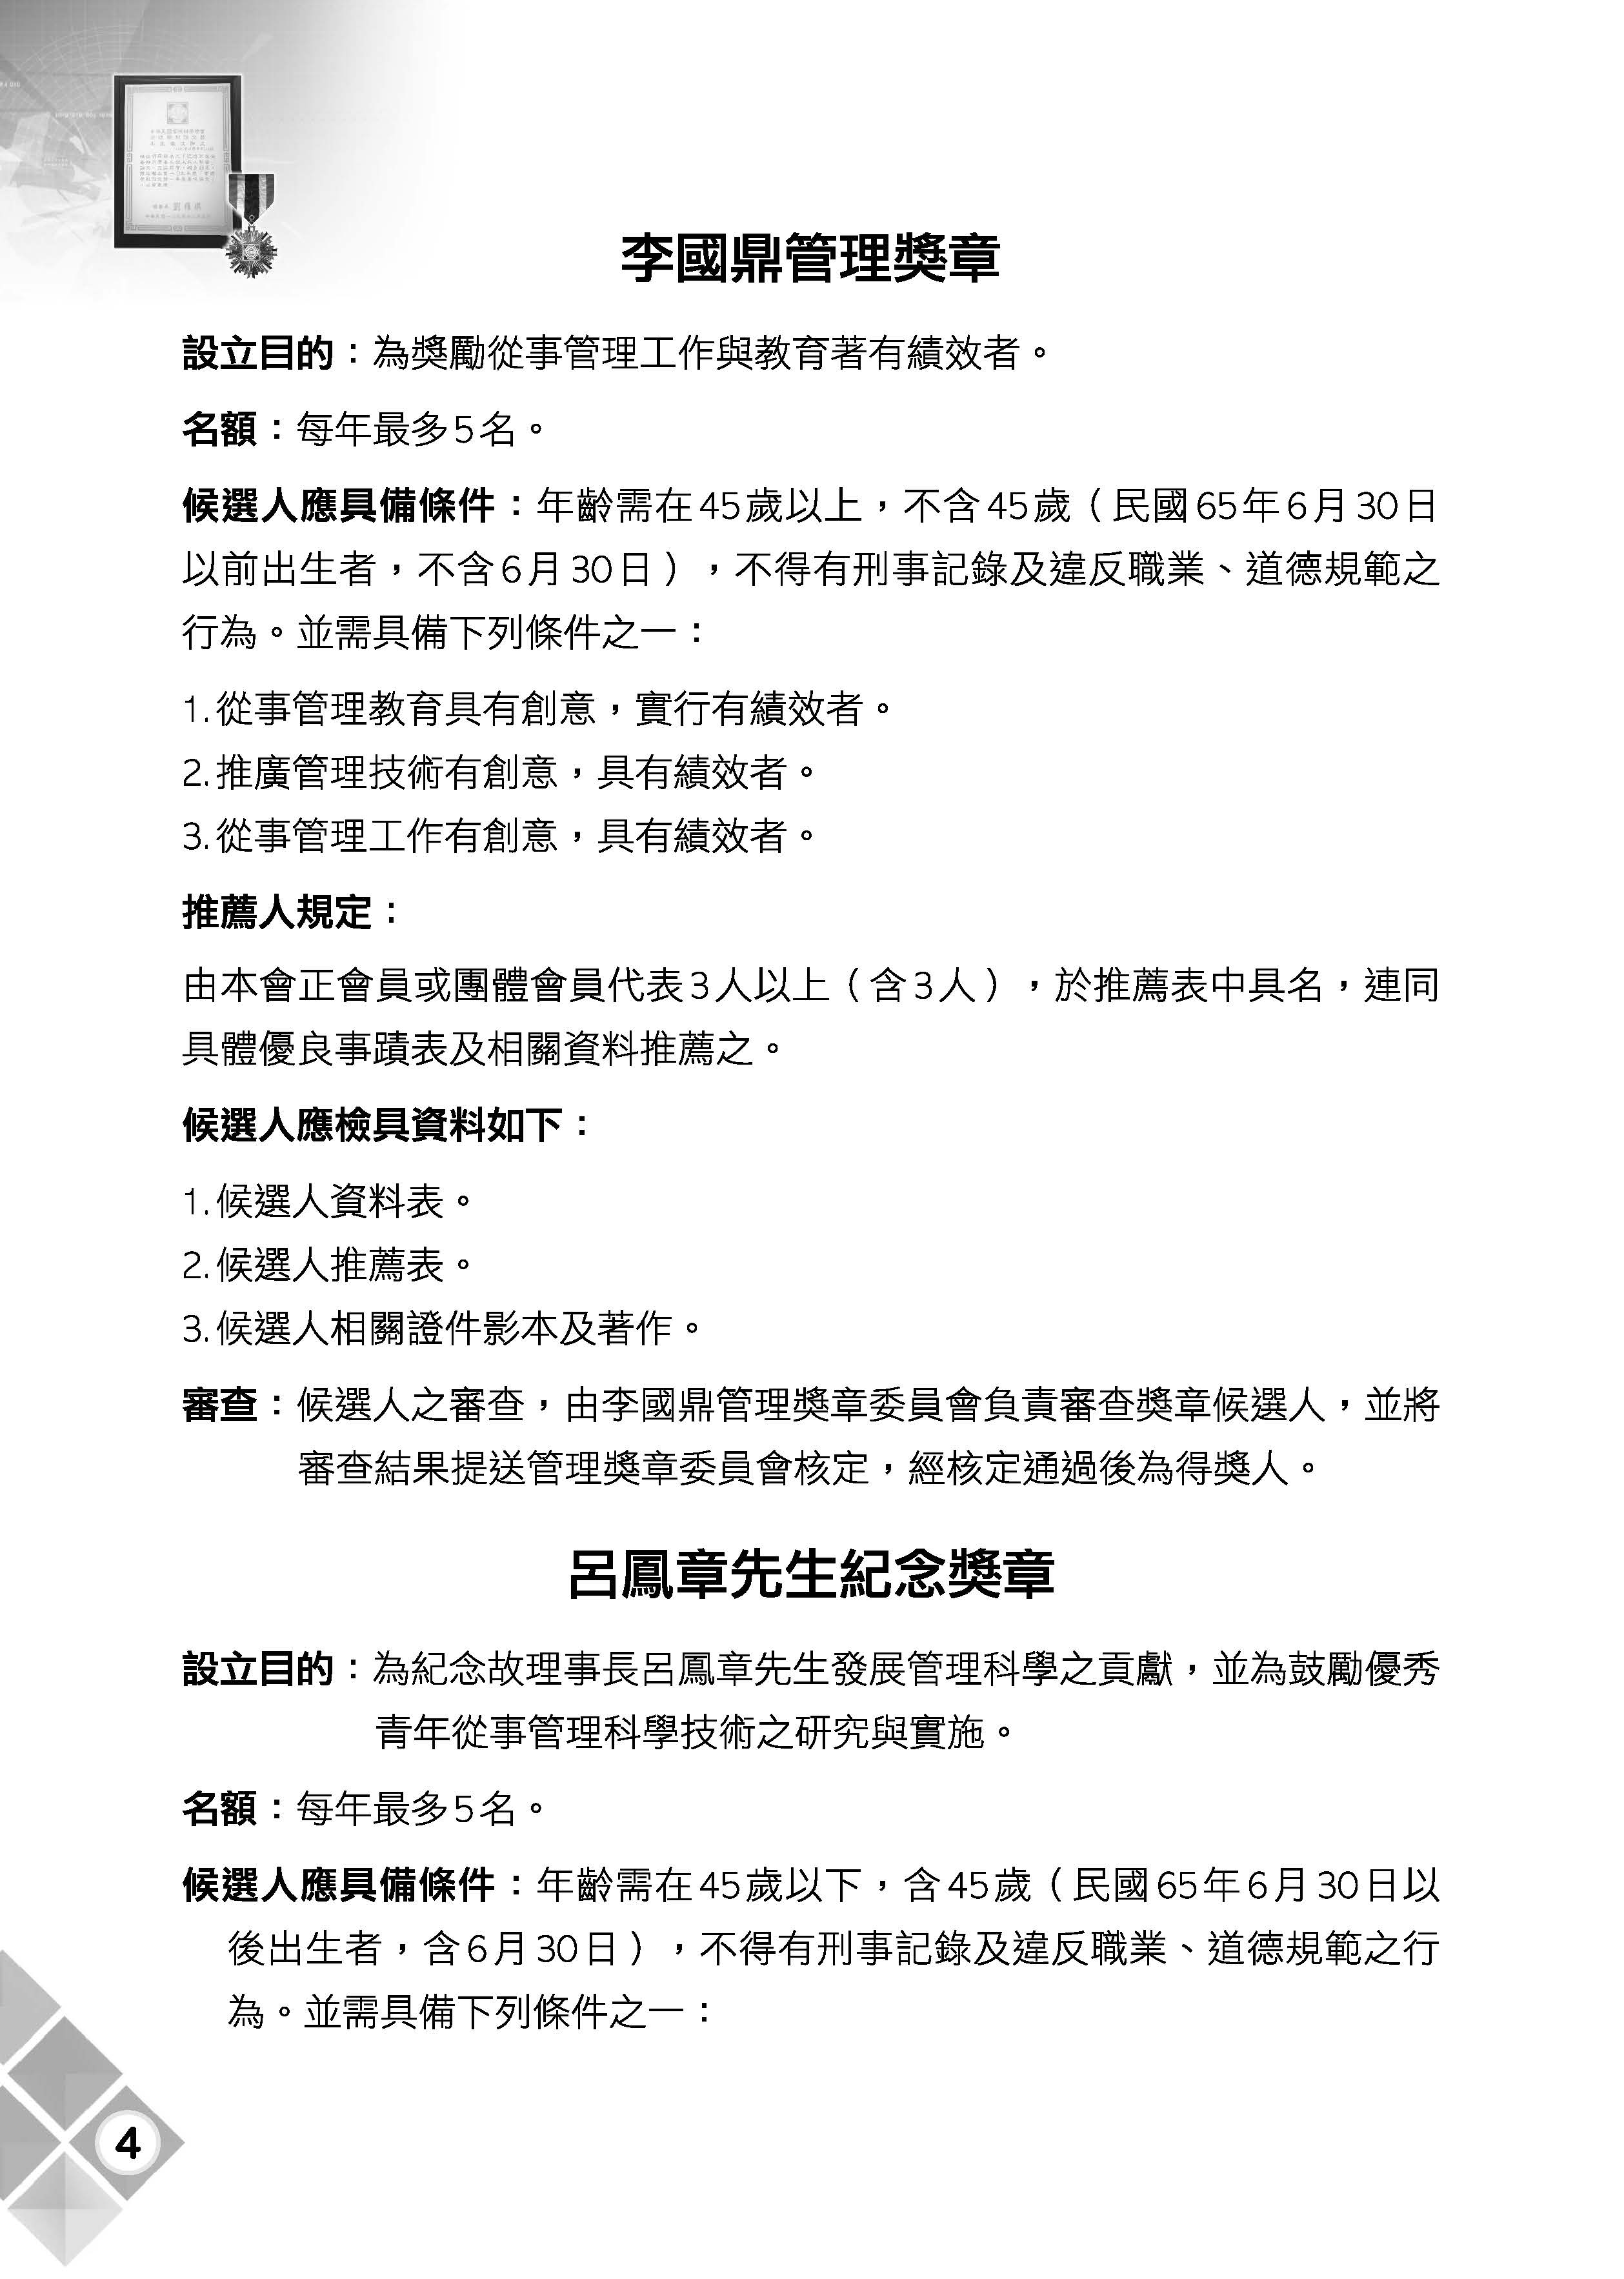 李國鼎管理獎章
設立目的：為獎勵從事管理工作與教育著有績效者。
名額：每年最多5名。
候選人應具備條件：年齡需在45歲以上，不含45歲（民國65年6月30日
以前出生者，不含6月30日），不得有刑事記錄及違反職業、道德規範之
行為。並需具備下列條件之一：
1.從事管理教育具有創意，實行有績效者。
2.推廣管理技術有創意，具有績效者。
3.從事管理工作有創意，具有績效者。
推薦人規定：
由本會正會員或團體會員代表3人以上（含3人），於推薦表中具名，連同
具體優良事蹟表及相關資料推薦之。
候選人應檢具資料如下：
1.候選人資料表。
2.候選人推薦表。
3.候選人相關證件影本及著作。
審查：候選人之審查，由李國鼎管理獎章委員會負責審查獎章候選人，並將
審查結果提送管理獎章委員會核定，經核定通過後為得獎人。
呂鳳章先生紀念獎章
設立目的：為紀念故理事長呂鳳章先生發展管理科學之貢獻，並為鼓勵優秀
青年從事管理科學技術之研究與實施。
名額：每年最多5名。
候選人應具備條件：年齡需在45歲以下，含45歲（民國65年6月30日以
後出生者，含6月30日），不得有刑事記錄及違反職業、道德規範之行
為。並需具備下列條件之一：
4